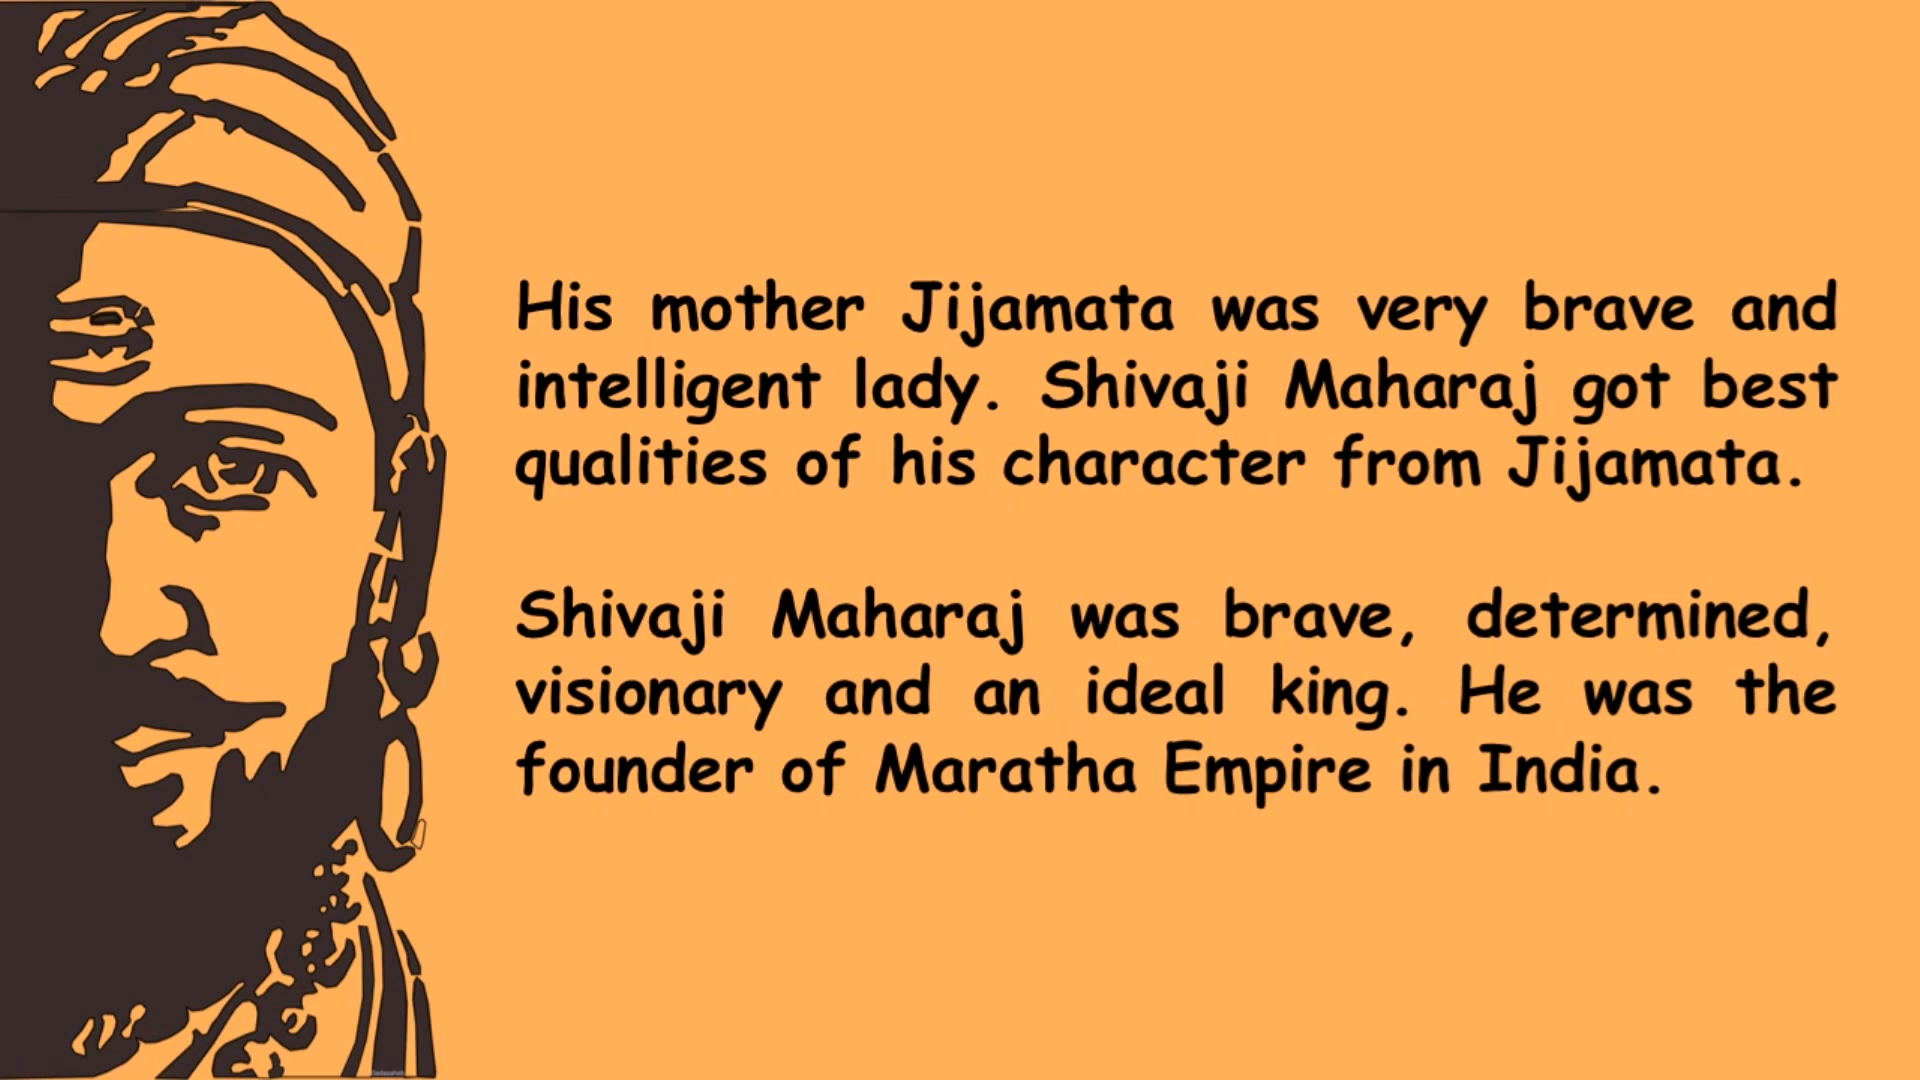 His mother Jijamata was very brave and
intelligent lady. Shivaji Maharaj got best
qualities of his character from Jijamata.
Shivaji Maharaj was brave, determined,
visionary and an ideal king. He was the
founder of Maratha Empire in India.